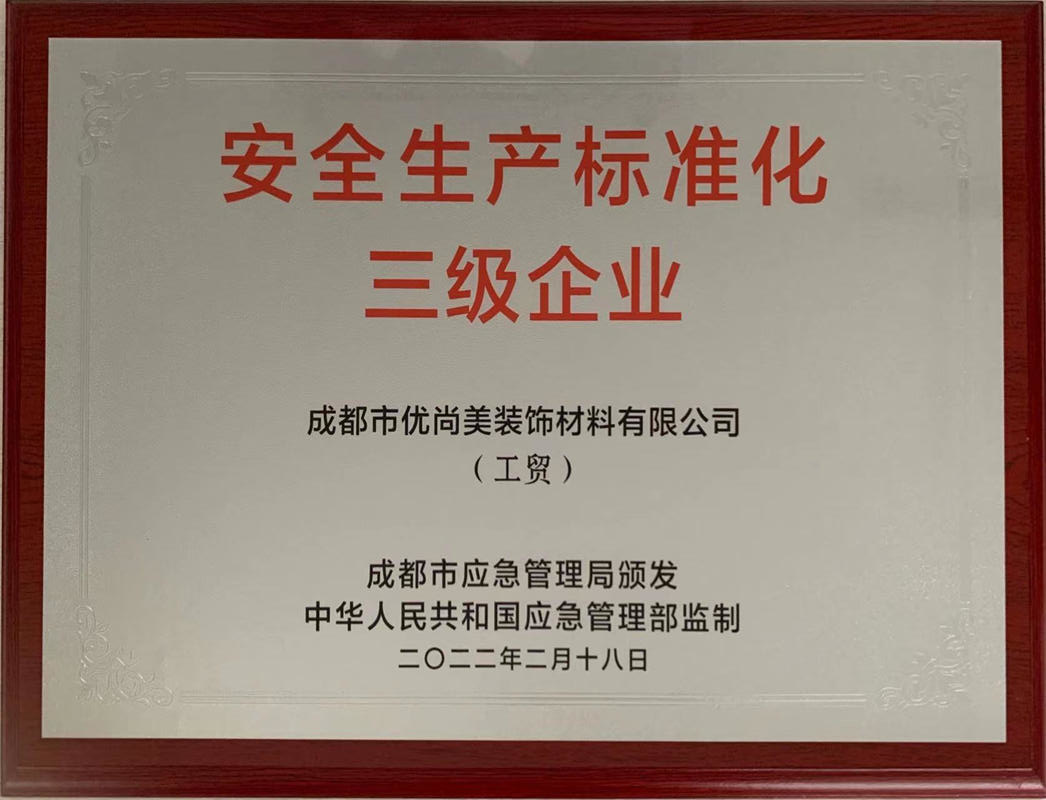 安全生产标准化
三级企业
成都市优尚美装饰材料有限公司
（工贸）
成都市应急管理局颁发
中华人民共和国应急管理部监制
二〇二二年二月十八日